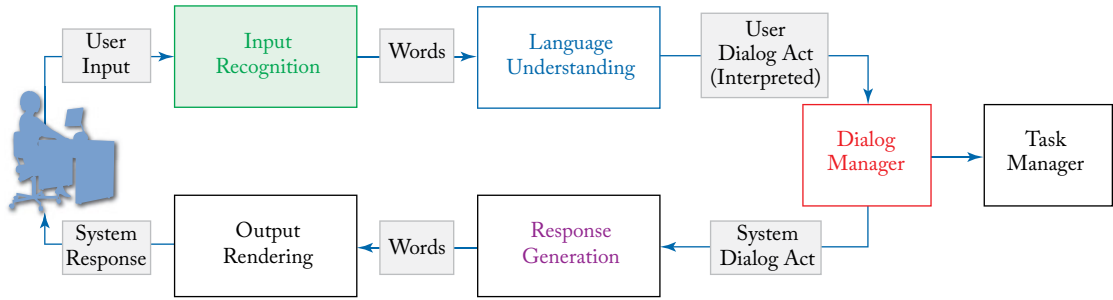 User
Input
Input
Recognition
Words
Language
Understanding
User
Dialog Act
(Interpreted)
Dialog
Manager
Task
Manager
System
Response
Output
Rendering
Words
Response
Generation
System
Dialog Act